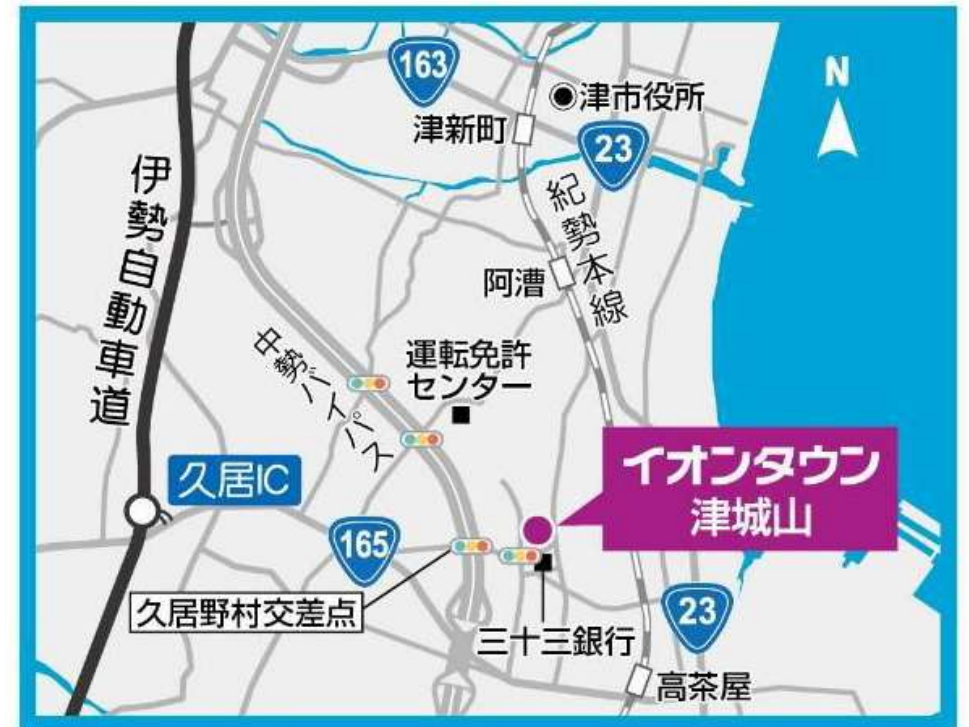 163
N
津市役所
津新町
23
伊勢自動車道
紀勢本線
阿漕
中勢バイパス
運転免許
センター
イオンタウン
津城山
久居IC
165
久居野村交差点
三十三銀行
23
高茶屋